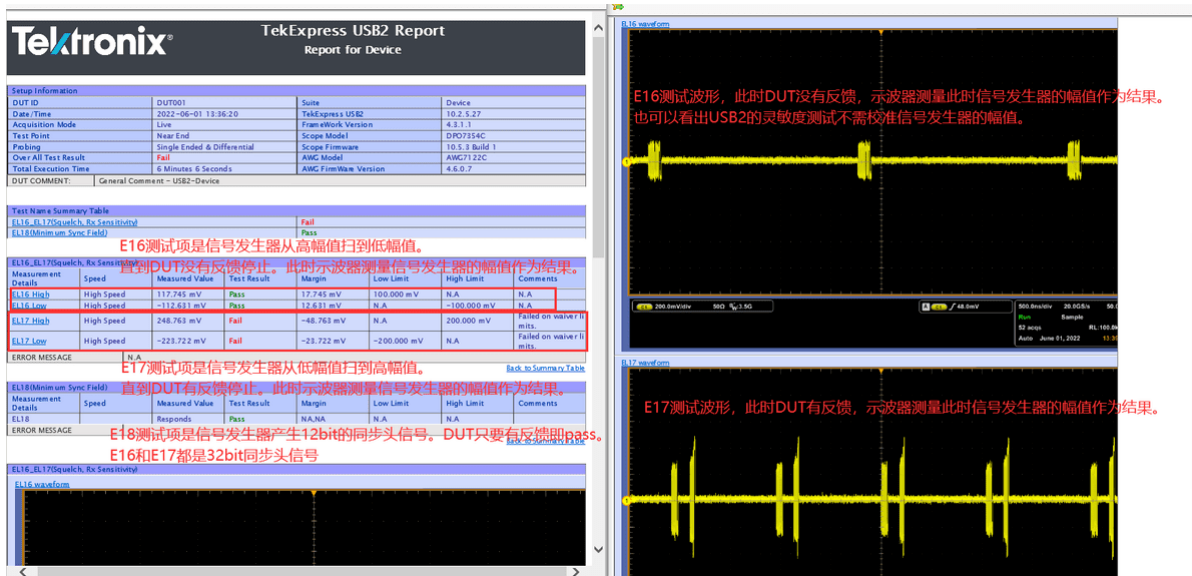 Tektronix®
TekExpress USB2 Report
Report for Device
Setup Information
DUT ID DUT001 Suite Device
Date/Time 2022-06-01 13:36:20 TekExpress USB2 10.2.5.27
Acquisition Mode Live FrameWork Version 4.3.1.1
Test Point Near End Scope Model DPO7354C
Probing Single Ended & Differential Scope Firmware 10.5.3 Build 1
Over All Test Result Fail AWG Model AWG7122C
Total Execution Time 6 Minutes 6 Seconds AWG FirmWare Version 4.6.0.7
DUT COMMENT: General Comment - USB2-Device
Test Name Summary Table
EL16_EL17(Squelch, Rx Sensitivity) Fail
EL18(Minimum Sync Field) Pass
E16测试项是信号发生器从高幅值扫到低幅值。
直到DUT没有反馈停止。此时示波器测量信号发生器的幅值作为结果。
EL16_EL17(Squelch, Rx Sensitivity)
Measurement Details Speed Measured Value Test Result Margin Low Limit High Limit Comments
EL16 High High Speed 117.745 mV Pass 17.745 mV 100.000 mV N.A N.A
EL16 Low High Speed -112.631 mV Pass 12.631 mV N.A -100.000 mV N.A
EL17 High High Speed 248.763 mV Fail -48.763 mV N.A 200.000 mV Failed on waiver limits.
EL17 Low High Speed -223.722 mV Fail -23.722 mV -200.000 mV N.A Failed on waiver limits.
ERROR MESSAGE N.A
Back to Summary Table
E17测试项是信号发生器从低幅值扫到高幅值。
直到DUT有反馈停止。此时示波器测量信号发生器的幅值作为结果。
EL18(Minimum Sync Field)
Measurement Details Speed Measured Value Test Result Margin Low Limit High Limit Comments
EL18 Responds Pass NA,NA N.A N.A
ERROR MESSAGE
Back to Summary Table
E18测试项是信号发生器产生12bit的同步头信号。DUT只要有反馈即pass。
E16和E17都是32bit同步头信号
EL16_EL17(Squelch, Rx Sensitivity)
EL16 waveform
EL16 waveform
E16测试波形，此时DUT没有反馈，示波器测量此时信号发生器的幅值作为结果。
也可以看出USB2的灵敏度测试不需校准信号发生器的幅值。
200.0mV/div 50Ω 3.5G
A 48.0mV
500.0ns/div 20.0GS/s
Run Sample
52 acqs
Auto June 01, 2022
EL17 waveform
E17测试波形，此时DUT有反馈，示波器测量此时信号发生器的幅值作为结果。